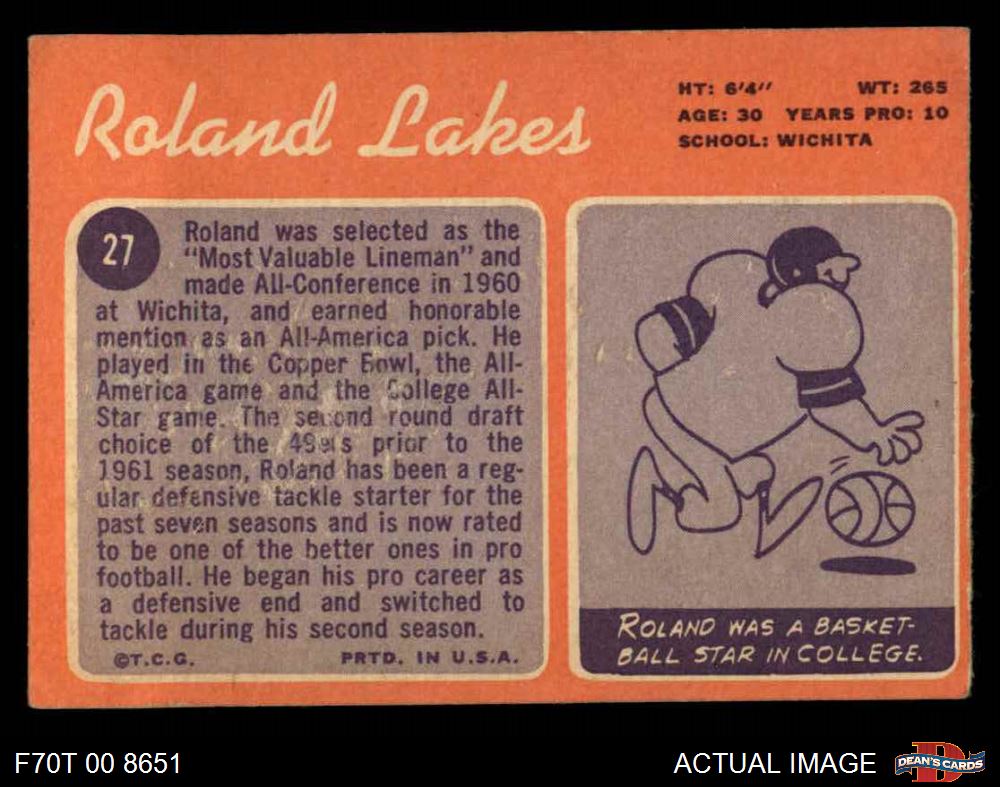 Roland Lakes
HT: 6'4" WT: 265
AGE: 30 YEARS PRO: 10
SCHOOL: WICHITA
27
Roland was selected as the
"Most Valuable Lineman" and
made All-Conference in 1960
at Wichita, and earned honorable
mention as an All-America pick. He
played in the Copper Bowl, the All-
America game and the College All-
Star game. The second round draft
choice of the 49ers prior to the
1961 season, Roland has been a reg-
ular defensive tackle starter for the
past seven seasons and is now rated
to be one of the better ones in pro
football. He began his pro career as
a defensive end and switched to
tackle during his second season.
©T.C.G. PRTD. IN U.S.A.
ROLAND WAS A BASKET-
BALL STAR IN COLLEGE.
F70T 00 8651
ACTUAL IMAGE
DEAN'S CARDS